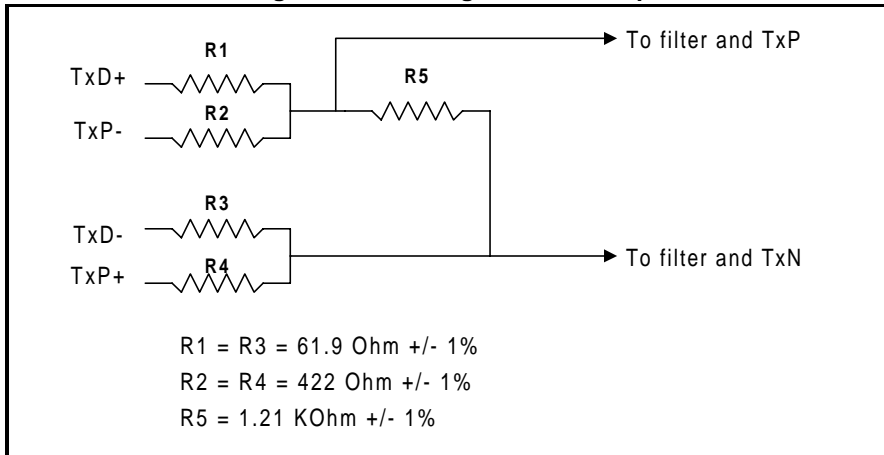 To filter and TxP
R1
R5
TxD+
R2
TxP-
R3
TxD-
To filter and TxN
R4
TxP+
R1 = R3 = 61.9 Ohm +/- 1%
R2 = R4 = 422 Ohm +/- 1%
R5 = 1.21 KOhm +/- 1%